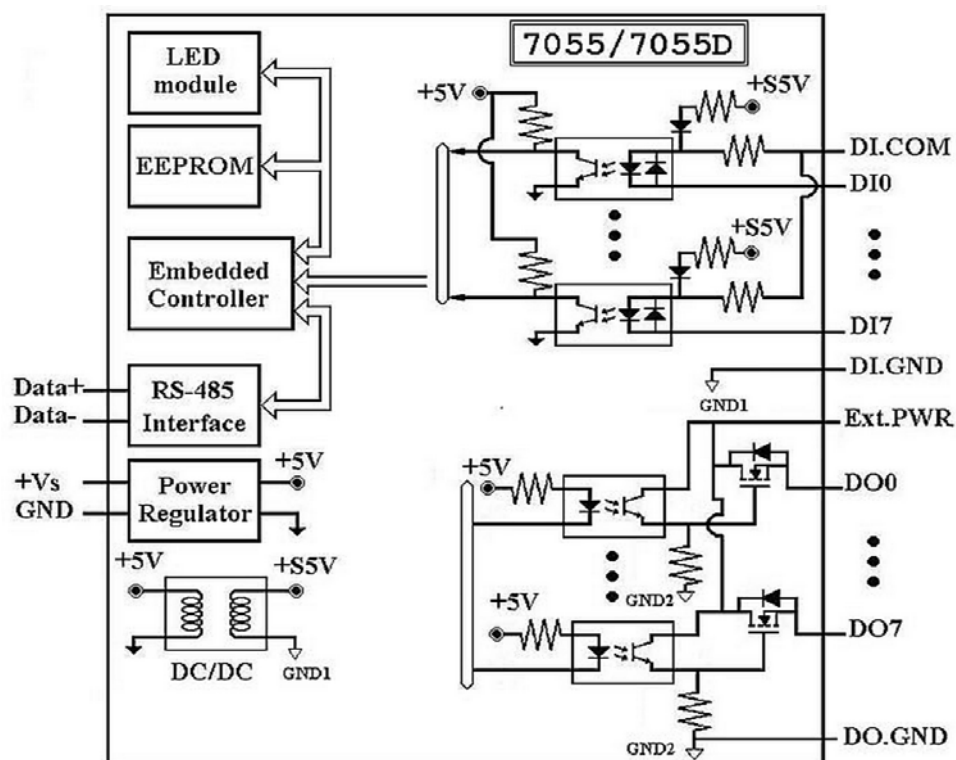 7055/7055D
LED
module
EEPROM
Embedded
Controller
RS-485
Interface
Data+
Data-
Power
Regulator
+Vs
GND
+5V
+5V
+S5V
DC/DC
GND1
+5V
+S5V
DI.COM
DI0
+S5V
DI7
DI.GND
GND1
Ext.PWR
+5V
DO0
GND2
+5V
DO7
GND2
DO.GND